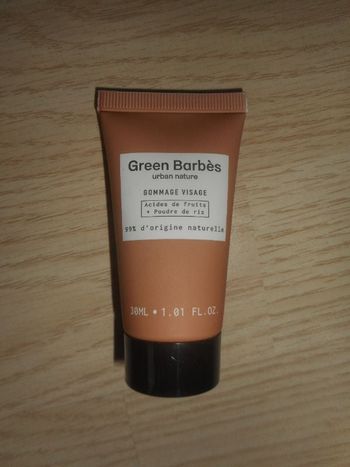 Green Barbès
urban nature
GOMMAGE VISAGE
Acides de fruits
+ Poudre de riz
99% d'origine naturelle
30ML • 1.01 FL.OZ.